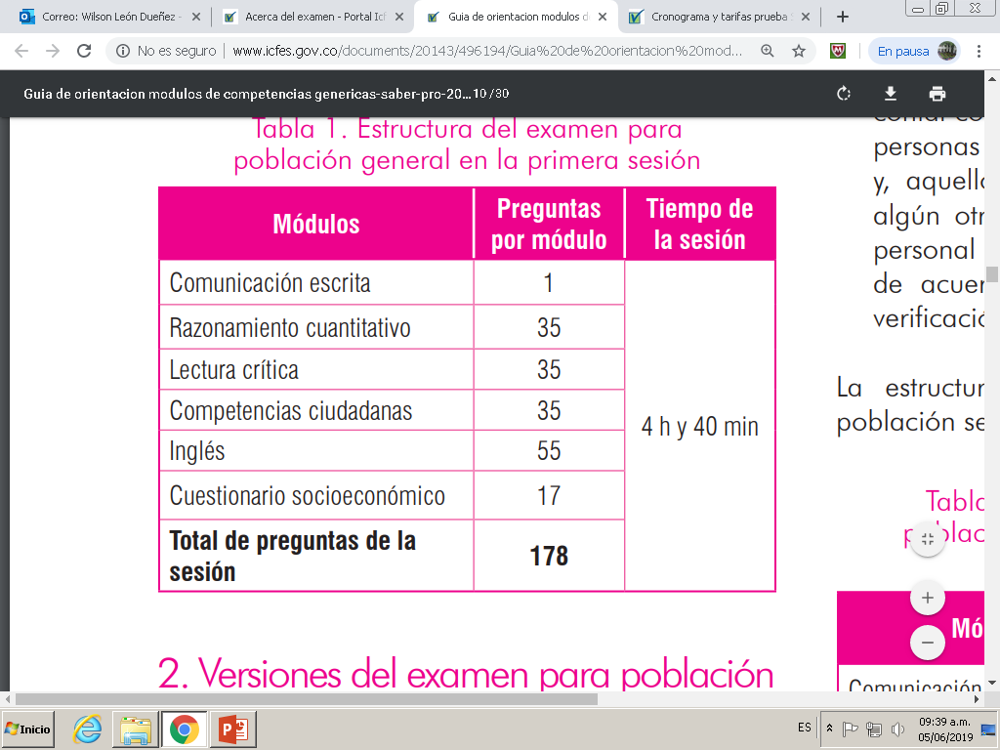 Correo: Wilson León Dueñez -
Acerca del examen - Portal Icf
Guia de orientacion modulos de
Cronograma y tarifas prueba
No es seguro
www.icfes.gov.co/documents/20143/496194/Guia%20de%20orientacion%20mod...
En pausa
Guia de orientacion modulos de competencias genericas-saber-pro-20... 10 / 30
Tabla 1. Estructura del examen para
población general en la primera sesión
Módulos
Preguntas
por módulo
Tiempo de
la sesión
Comunicación escrita 1
Razonamiento cuantitativo 35
Lectura crítica 35
Competencias ciudadanas 35
Inglés 55
Cuestionario socioeconómico 17
4 h y 40 min
Total de preguntas de la
sesión
178
2. Versiones del examen para población
personas
y, aquello
algún otr
personal
de acuer
verificació
La estructur
población se
Tabla
poblac
Mó
Comunicación
Inicio
ES
09:39 a.m.
05/06/2019